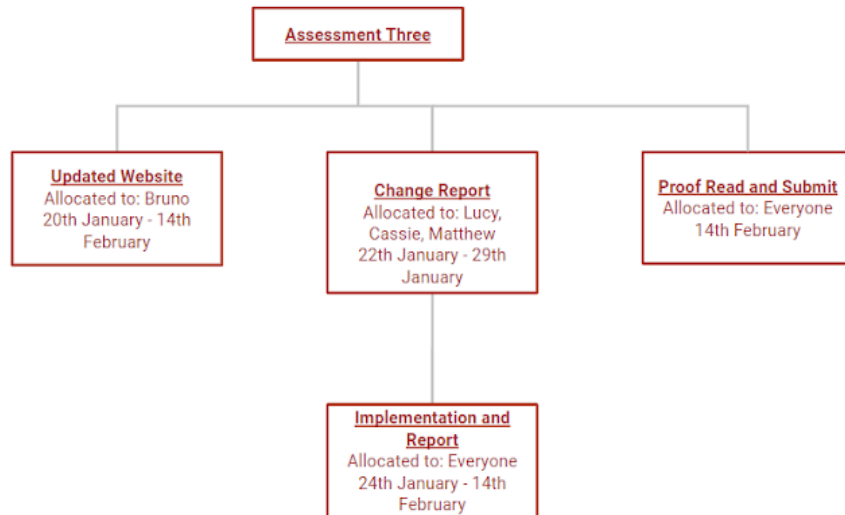 Assessment Three
Updated Website
Allocated to: Bruno
20th January - 14th
February
Change Report
Allocated to: Lucy,
Cassie, Matthew
22th January - 29th
January
Proof Read and Submit
Allocated to: Everyone
14th February
Implementation and
Report
Allocated to: Everyone
24th January - 14th
February